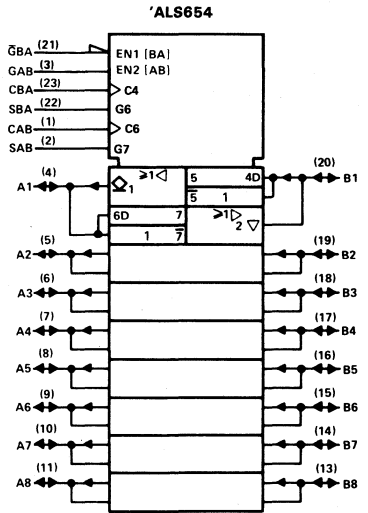 'ALS654
G̅BA (21) EN1 [BA]
GAB (3) EN2 [AB]
CBA (23) C4
SBA (22) G6
CAB (1) C6
SAB (2) G7
A1 (4) 1 ≥1 5 4D (20) B1
5̅ 1
6D 7 ≥1 2
1 7̅
A2 (5) (19) B2
A3 (6) (18) B3
A4 (7) (17) B4
A5 (8) (16) B5
A6 (9) (15) B6
A7 (10) (14) B7
A8 (11) (13) B8